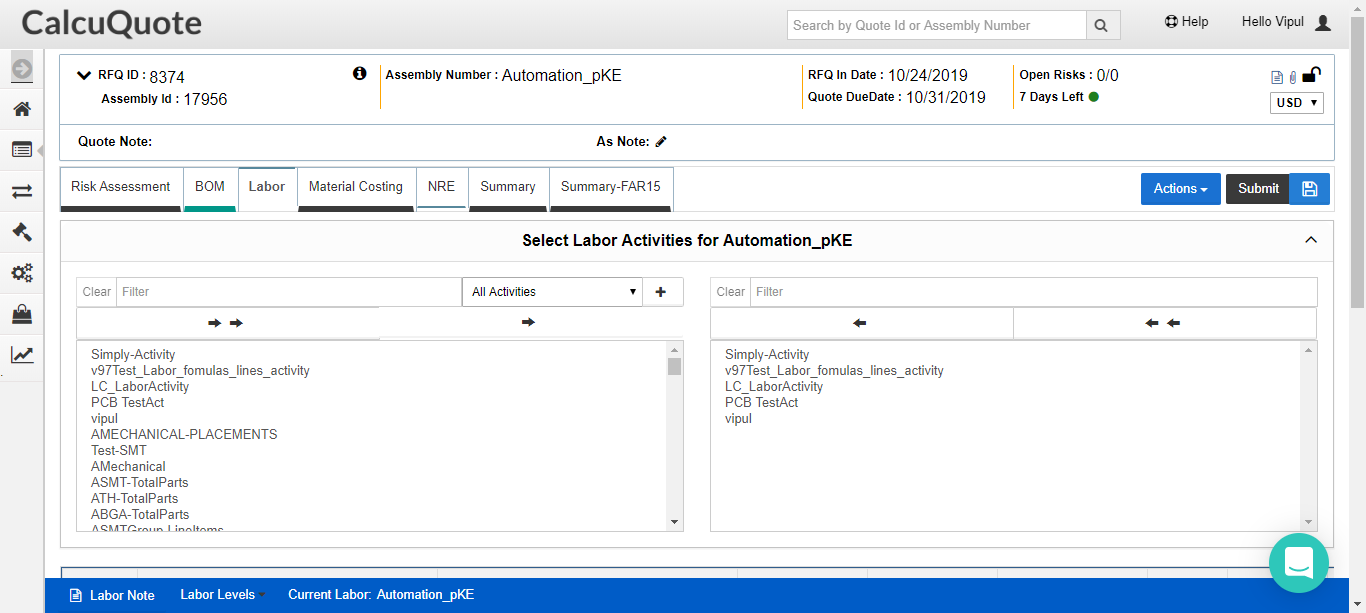 CalcuQuote
Search by Quote Id or Assembly Number
Help
Hello Vipul
RFQ ID : 8374
Assembly Number : Automation_pKE
RFQ In Date : 10/24/2019
Open Risks : 0/0
Assembly Id : 17956
Quote DueDate : 10/31/2019
7 Days Left
USD
Quote Note:
As Note:
Risk Assessment
BOM
Labor
Material Costing
NRE
Summary
Summary-FAR15
Actions
Submit
Select Labor Activities for Automation_pKE
Clear
Filter
All Activities
Clear
Filter
Simply-Activity
v97Test_Labor_fomulas_lines_activity
LC_LaborActivity
PCB TestAct
vipul
AMECHANICAL-PLACEMENTS
Test-SMT
AMechanical
ASMT-TotalParts
ATH-TotalParts
ABGA-TotalParts
ASMTGroup-LineItems
Simply-Activity
v97Test_Labor_fomulas_lines_activity
LC_LaborActivity
PCB TestAct
vipul
Labor Note
Labor Levels
Current Labor: Automation_pKE